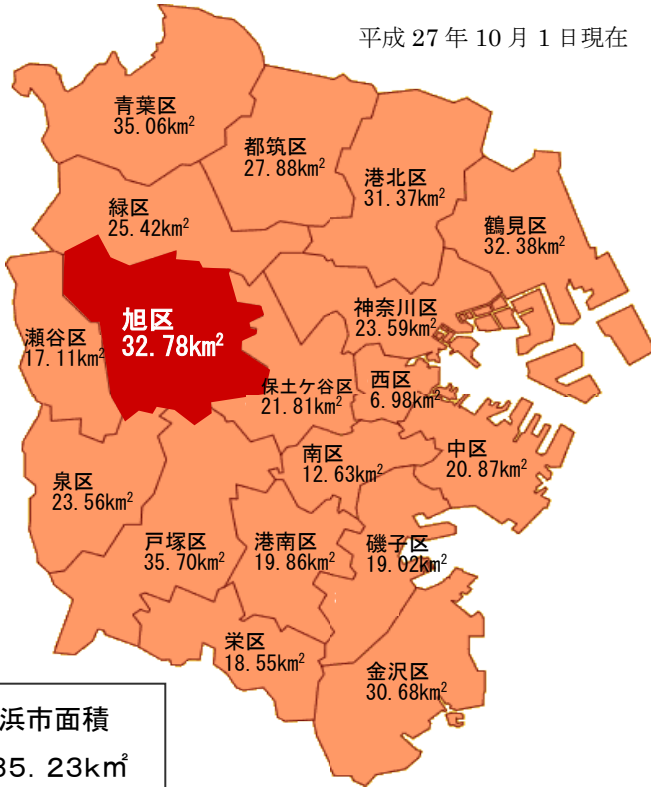 平成 27 年 10 月 1 日現在
青葉区
35.06km²
都筑区
27.88km²
港北区
31.37km²
緑区
25.42km²
鶴見区
32.38km²
旭区
32.78km²
神奈川区
23.59km²
瀬谷区
17.11km²
保土ケ谷区
21.81km²
西区
6.98km²
南区
12.63km²
中区
20.87km²
泉区
23.56km²
戸塚区
35.70km²
港南区
19.86km²
磯子区
19.02km²
栄区
18.55km²
金沢区
30.68km²
浜市面積
35.23k㎡